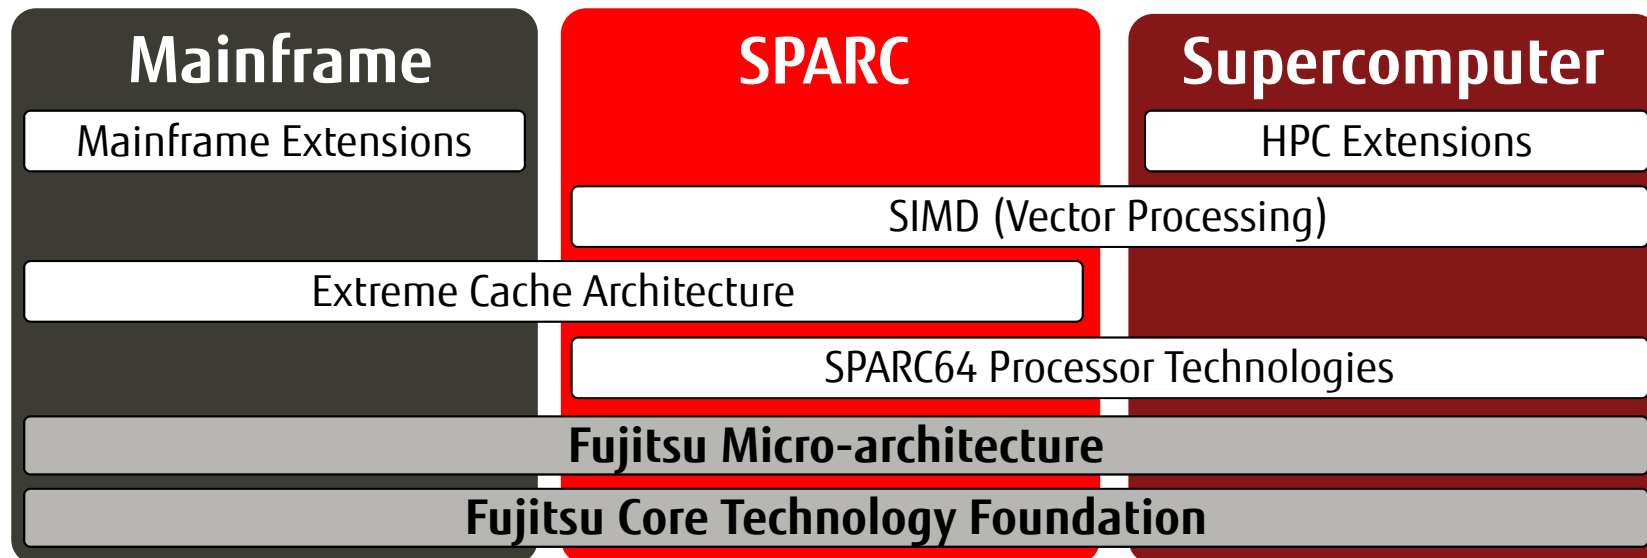 Mainframe
SPARC
Supercomputer
Mainframe Extensions
HPC Extensions
SIMD (Vector Processing)
Extreme Cache Architecture
SPARC64 Processor Technologies
Fujitsu Micro-architecture
Fujitsu Core Technology Foundation